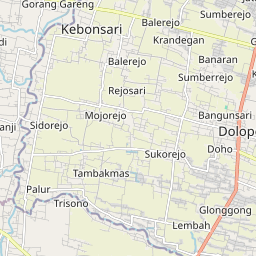 Gorang Gareng
Sumberejo
Balerejo
Kebonsari
Krandegan
Balerejo
Banaran
Sumberrejo
Rejosari
Mojorejo
Bangunsari
Sidorejo
Dolop
Doho
Sukorejo
Tambakmas
Palur
Trisono
Glonggong
Lembah